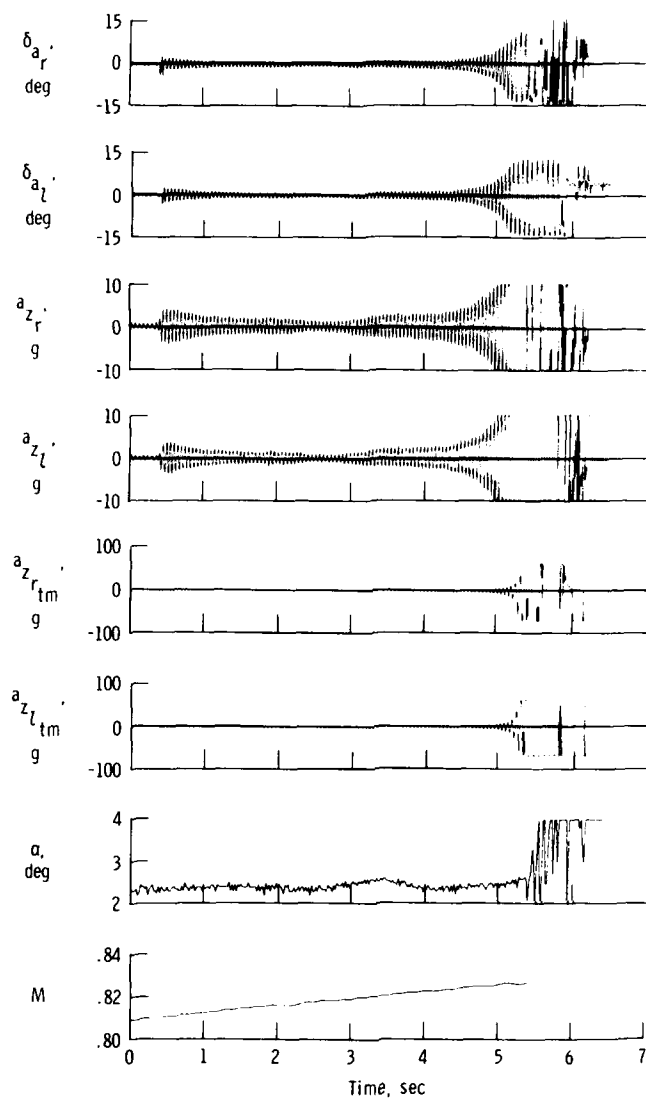 δar,
deg
15
0
-15
δal,
deg
15
0
-15
azr,
g
10
0
-10
azl,
g
10
0
-10
azrtm,
g
100
0
-100
azltm,
g
100
0
-100
α,
deg
4
3
2
M
.84
.82
.80
0 1 2 3 4 5 6 7
Time, sec